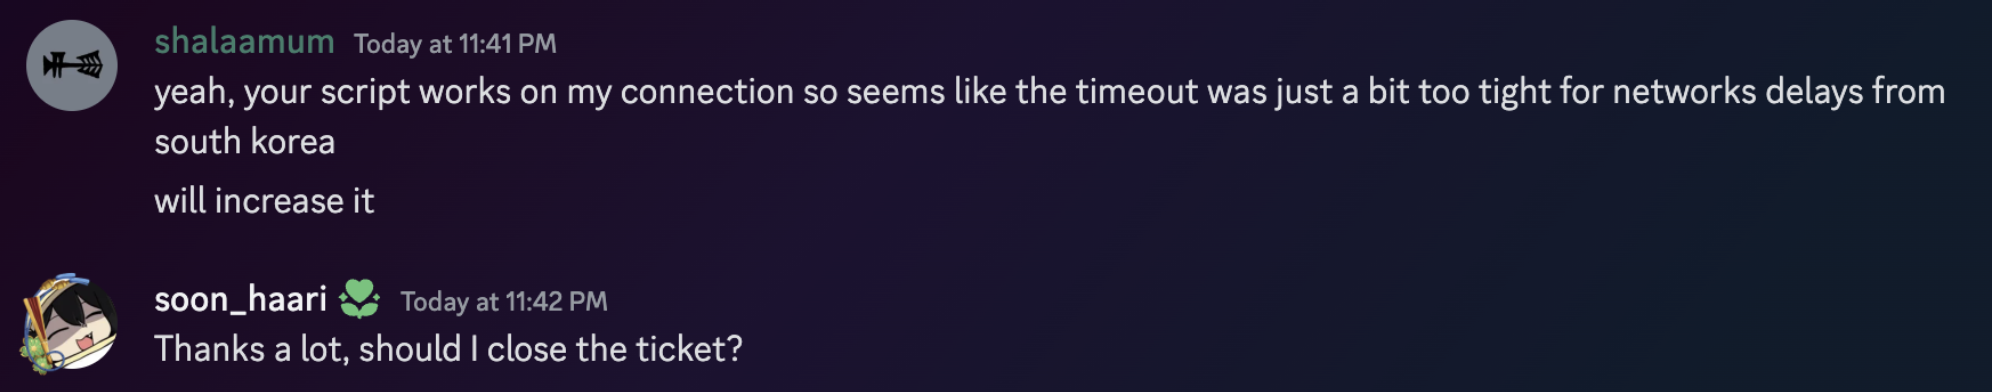 shalaamum Today at 11:41 PM
yeah, your script works on my connection so seems like the timeout was just a bit too tight for networks delays from
south korea
will increase it
soon_haari Today at 11:42 PM
Thanks a lot, should I close the ticket?